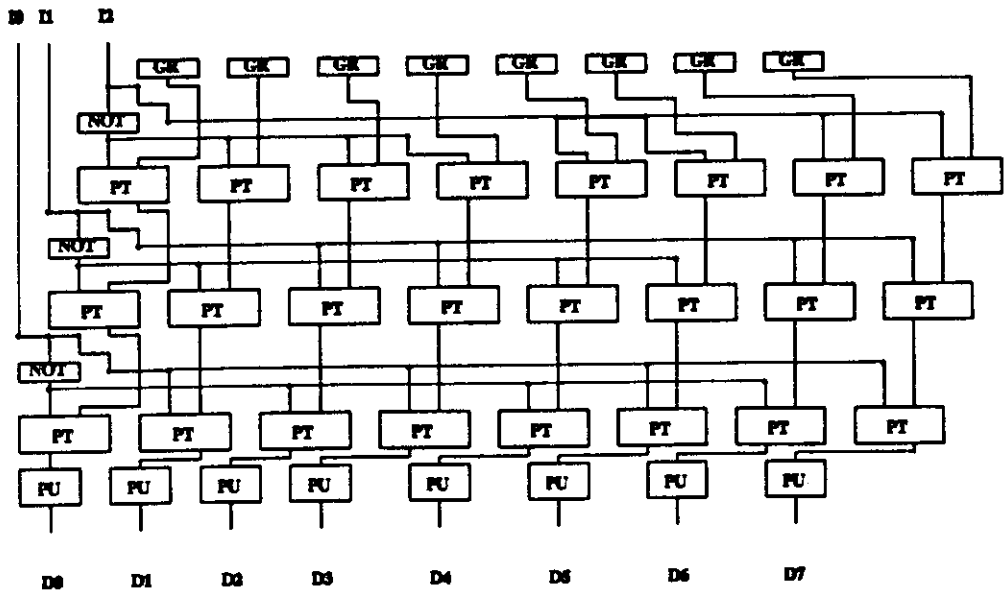 I0 I1 I2
GR GR GR GR GR GR GR GR
NOT
PT PT PT PT PT PT PT PT
NOT
PT PT PT PT PT PT PT PT
NOT
PT PT PT PT PT PT PT PT
PU PU PU PU PU PU PU PU
D0 D1 D2 D3 D4 D5 D6 D7